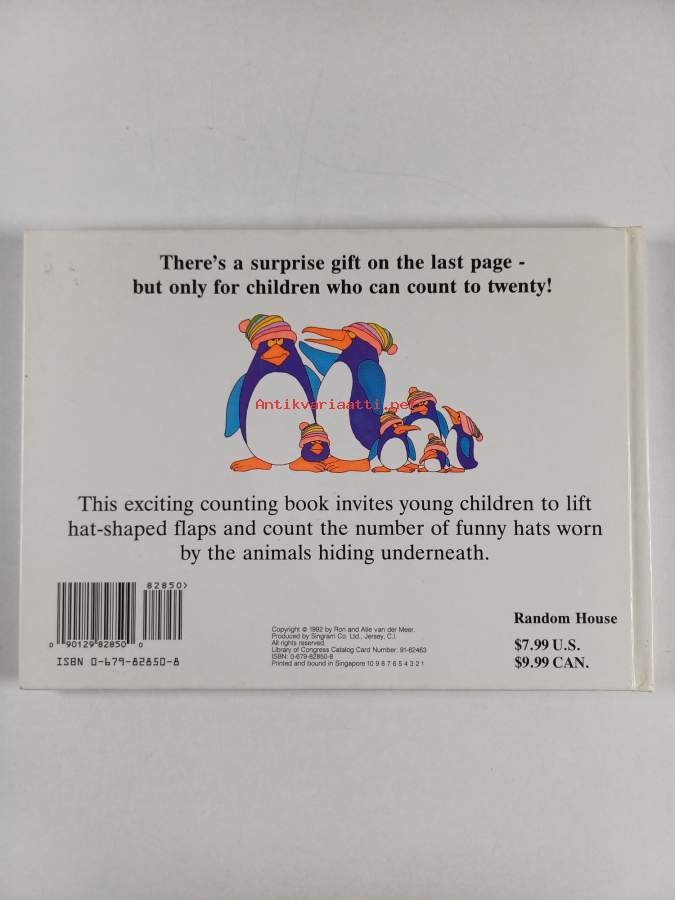 There's a surprise gift on the last page -
but only for children who can count to twenty!
Antikvariaatti.net
This exciting counting book invites young children to lift
hat-shaped flaps and count the number of funny hats worn
by the animals hiding underneath.
82850>
0 90129 82850 0
ISBN 0-679-82850-8
Copyright © 1992 by Ron and Atie van der Meer.
Produced by Singram Co. Ltd., Jersey, C.I.
All rights reserved.
Library of Congress Catalog Card Number: 91-62463
ISBN: 0-679-82850-8
Printed and bound in Singapore 10 9 8 7 6 5 4 3 2 1
Random House
$7.99 U.S.
$9.99 CAN.